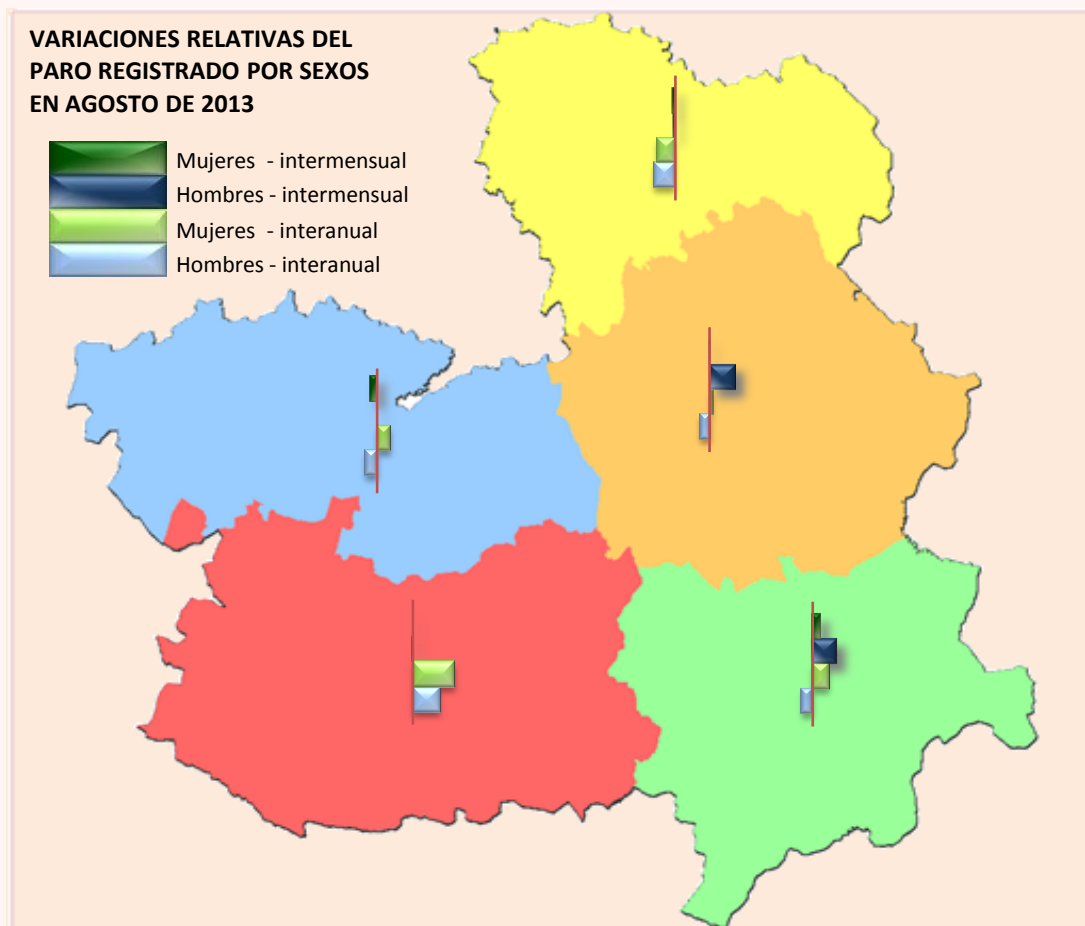 VARIACIONES RELATIVAS DEL
PARO REGISTRADO POR SEXOS
EN AGOSTO DE 2013
Mujeres - intermensual
Hombres - intermensual
Mujeres - interanual
Hombres - interanual